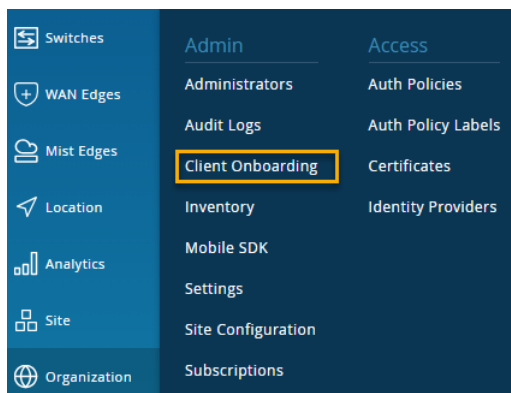 Switches
WAN Edges
Mist Edges
Location
Analytics
Site
Organization
Admin
Administrators
Audit Logs
Client Onboarding
Inventory
Mobile SDK
Settings
Site Configuration
Subscriptions
Access
Auth Policies
Auth Policy Labels
Certificates
Identity Providers